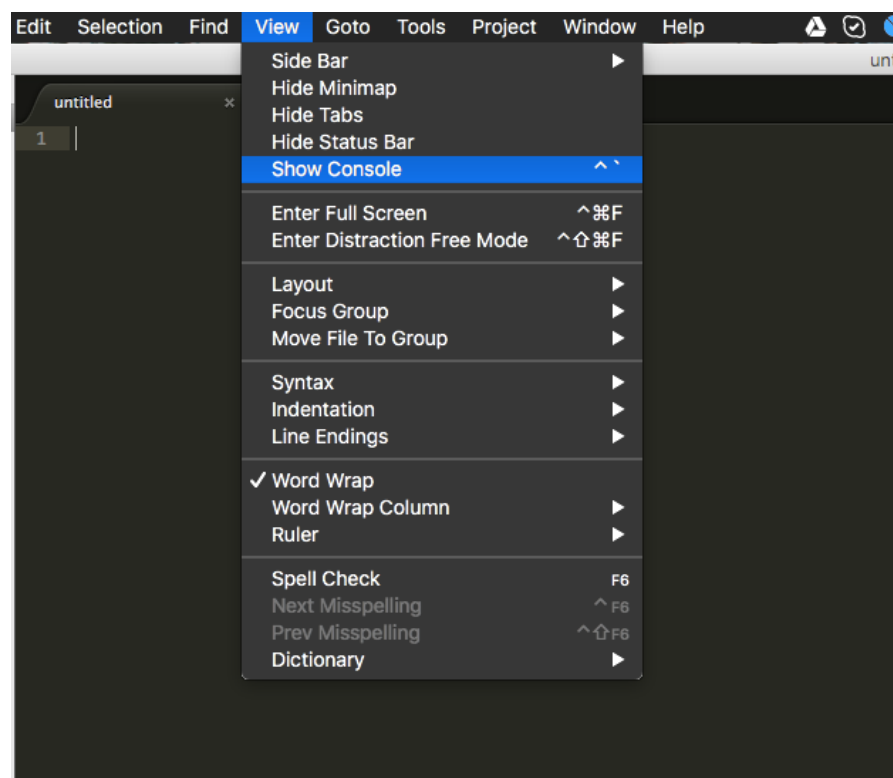 Edit Selection Find View Goto Tools Project Window Help
unt
untitled ×
1
Side Bar ▶
Hide Minimap
Hide Tabs
Hide Status Bar
Show Console ^`
Enter Full Screen ^⌘F
Enter Distraction Free Mode ^⇧⌘F
Layout ▶
Focus Group ▶
Move File To Group ▶
Syntax ▶
Indentation ▶
Line Endings ▶
✓ Word Wrap
Word Wrap Column ▶
Ruler ▶
Spell Check F6
Next Misspelling ^F6
Prev Misspelling ^⇧F6
Dictionary ▶